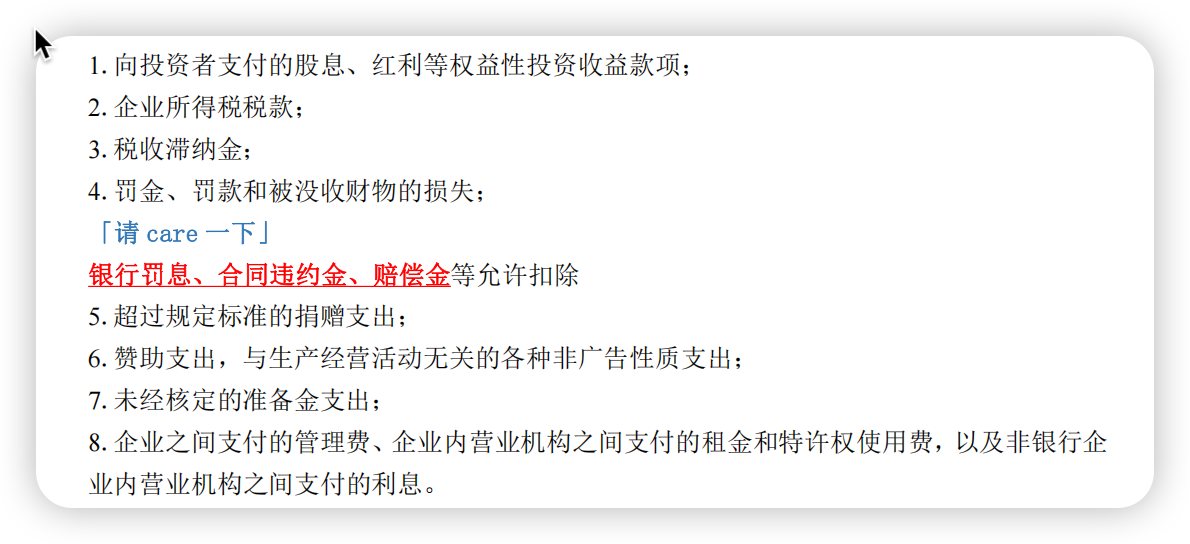 1. 向投资者支付的股息、红利等权益性投资收益款项；
2. 企业所得税税款；
3. 税收滞纳金；
4. 罚金、罚款和被没收财物的损失；
「请 care 一下」
银行罚息、合同违约金、赔偿金等允许扣除
5. 超过规定标准的捐赠支出；
6. 赞助支出，与生产经营活动无关的各种非广告性质支出；
7. 未经核定的准备金支出；
8. 企业之间支付的管理费、企业内营业机构之间支付的租金和特许权使用费，以及非银行企
业内营业机构之间支付的利息。